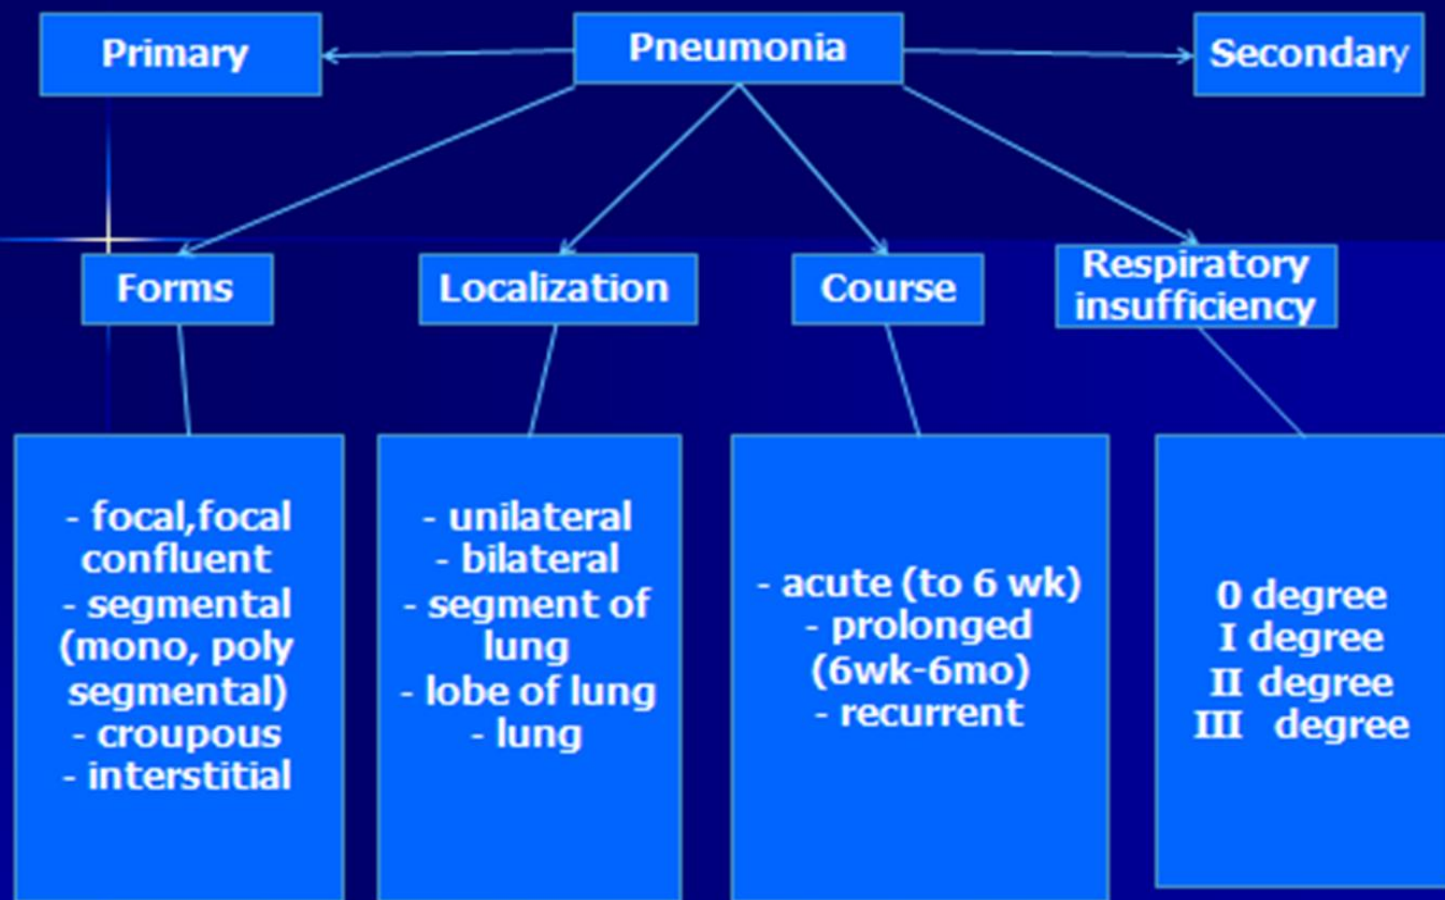 Primary
Pneumonia
Secondary
Forms
Localization
Course
Respiratory
insufficiency
- focal,focal
confluent
- segmental
(mono, poly
segmental)
- croupous
- interstitial
- unilateral
- bilateral
- segment of
lung
- lobe of lung
- lung
- acute (to 6 wk)
- prolonged
(6wk-6mo)
- recurrent
0 degree
I degree
II degree
III degree